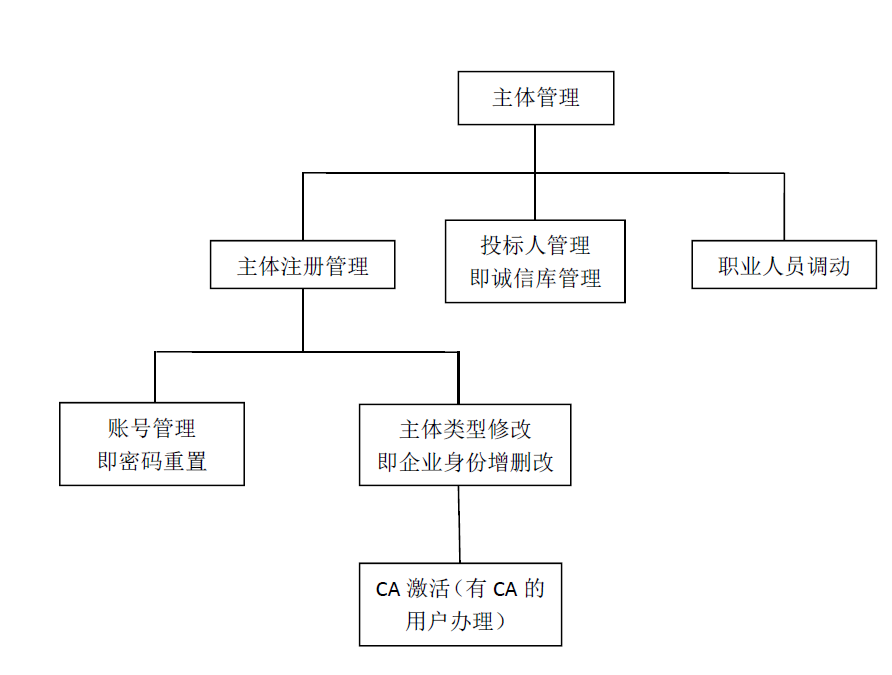 主体管理
主体注册管理
投标人管理
即诚信库管理
职业人员调动
账号管理
即密码重置
主体类型修改
即企业身份增删改
CA 激活（有 CA 的
用户办理）